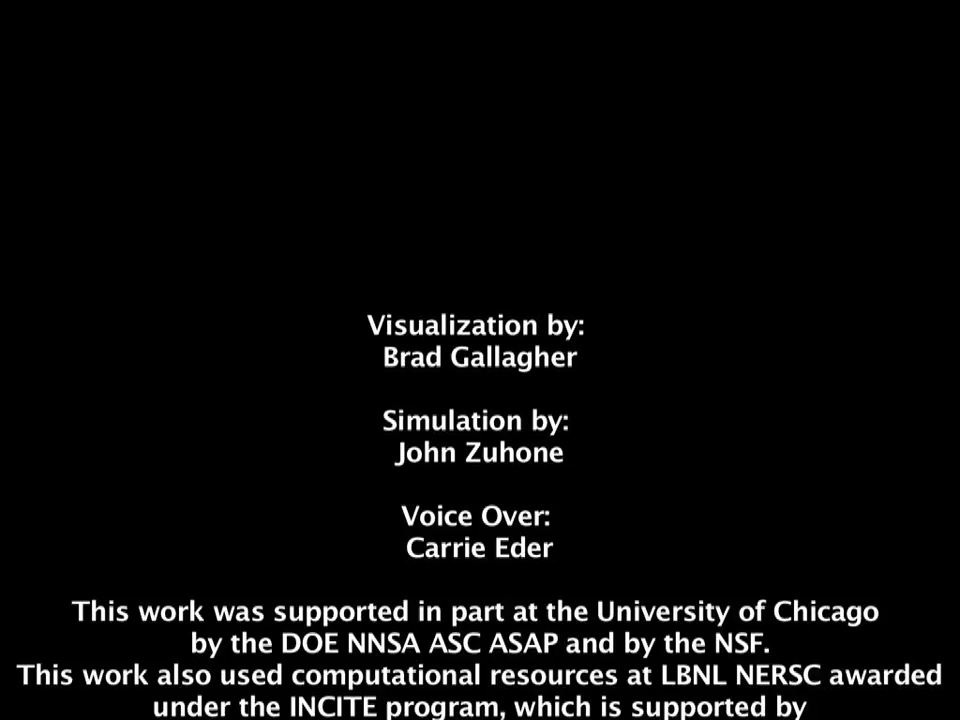 Visualization by:
Brad Gallagher
Simulation by:
John Zuhone
Voice Over:
Carrie Eder
This work was supported in part at the University of Chicago
by the DOE NNSA ASC ASAP and by the NSF.
This work also used computational resources at LBNL NERSC awarded
under the INCITE program, which is supported by